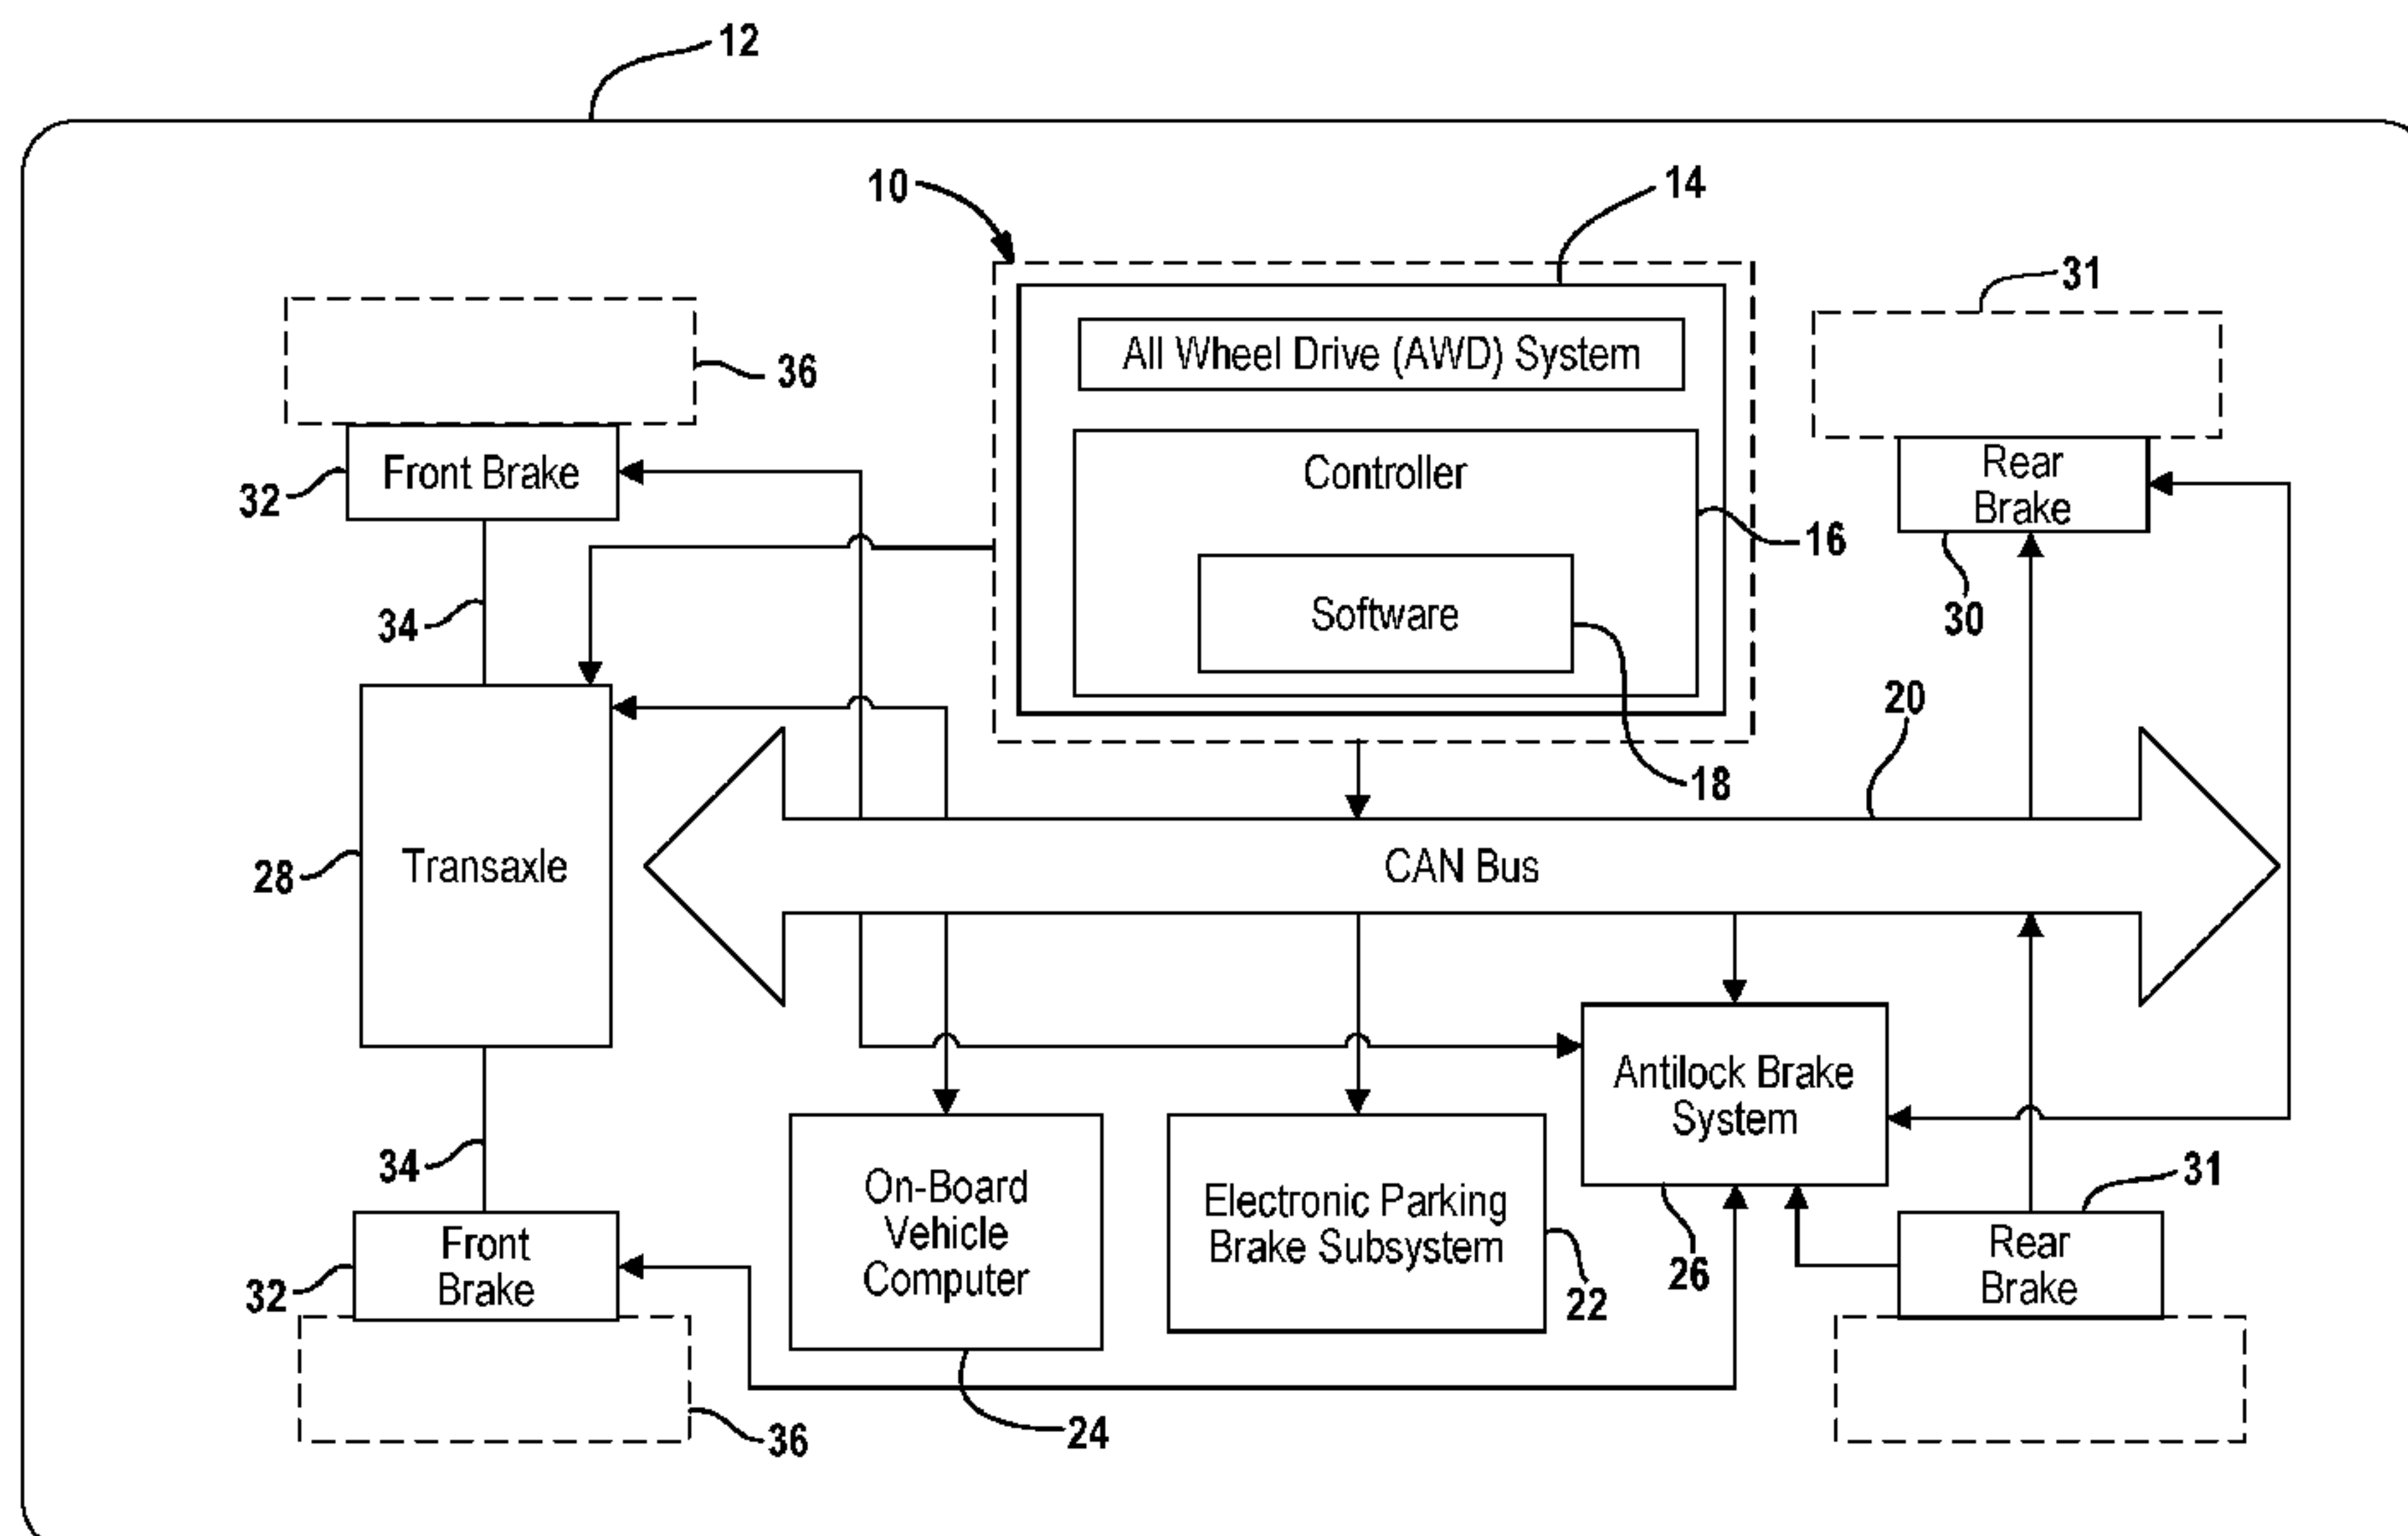 12
10
14
31
All Wheel Drive (AWD) System
36
Front Brake
32
Controller
Rear
Brake
16
Software
34
30
20
18
28
Transaxle
CAN Bus
Antilock Brake
System
34
On-Board
Vehicle
Computer
Electronic Parking
Brake Subsystem
31
Front
Brake
32
22
26
Rear
Brake
36
24